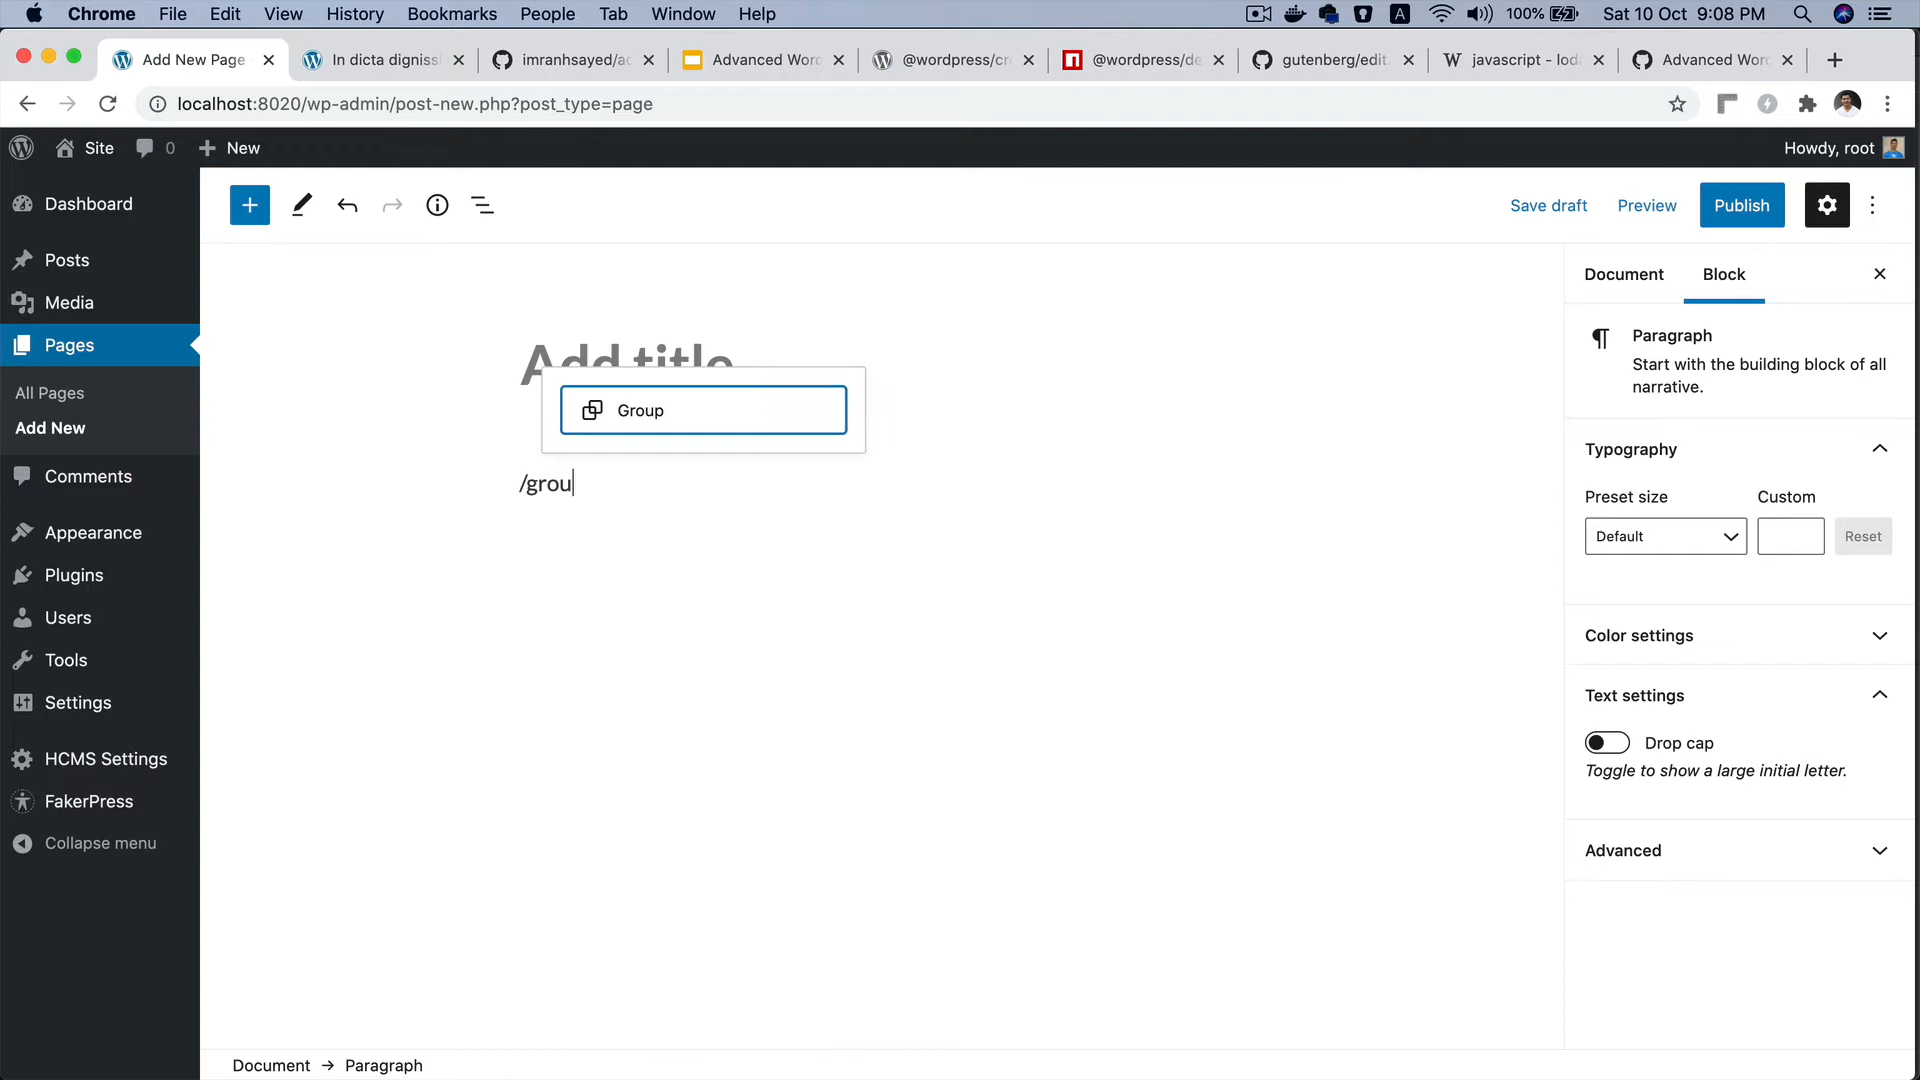 Chrome File Edit View History Bookmarks People Tab Window Help A 100% Sat 10 Oct 9:08 PM
Add New Page In dicta digniss imranhsayed/ad Advanced Wor @wordpress/cr @wordpress/de gutenberg/edit. W javascript - lod Advanced Wor
localhost:8020/wp-admin/post-new.php?post_type=page
Site 0 + New Howdy, root
Dashboard
Posts
Media
Pages
All Pages
Add New
Comments
Appearance
Plugins
Users
Tools
Settings
HCMS Settings
FakerPress
Collapse menu
Save draft Preview Publish
Add title
Group
/grou
Document Block
Paragraph
Start with the building block of all
narrative.
Typography
Preset size Custom
Default Reset
Color settings
Text settings
Drop cap
Toggle to show a large initial letter.
Advanced
Document → Paragraph